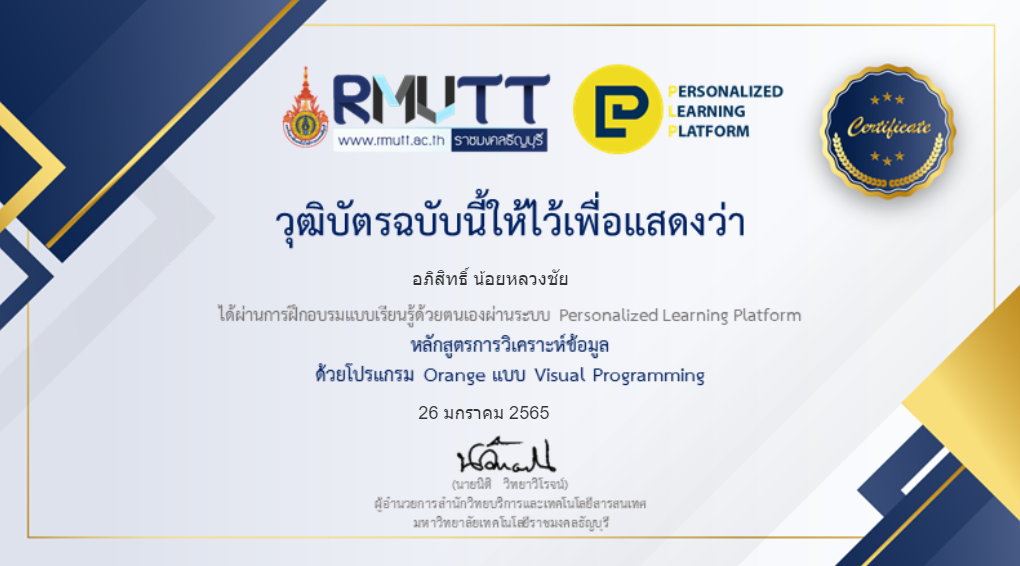 RMUTT
www.rmutt.ac.th ราชมงคลธัญบุรี
PERSONALIZED
LEARNING
PLATFORM
Certificate
วุฒิบัตรฉบับนี้ให้ไว้เพื่อแสดงว่า
อภิสิทธิ์ น้อยหลวงชัย
ได้ผ่านการฝึกอบรมแบบเรียนรู้ด้วยตนเองผ่านระบบ Personalized Learning Platform
หลักสูตรการวิเคราะห์ข้อมูล
ด้วยโปรแกรม Orange แบบ Visual Programming
26 มกราคม 2565
(นายนิติ วิทยาวิโรจน์)
ผู้อำนวยการสำนักวิทยบริการและเทคโนโลยีสารสนเทศ
มหาวิทยาลัยเทคโนโลยีราชมงคลธัญบุรี